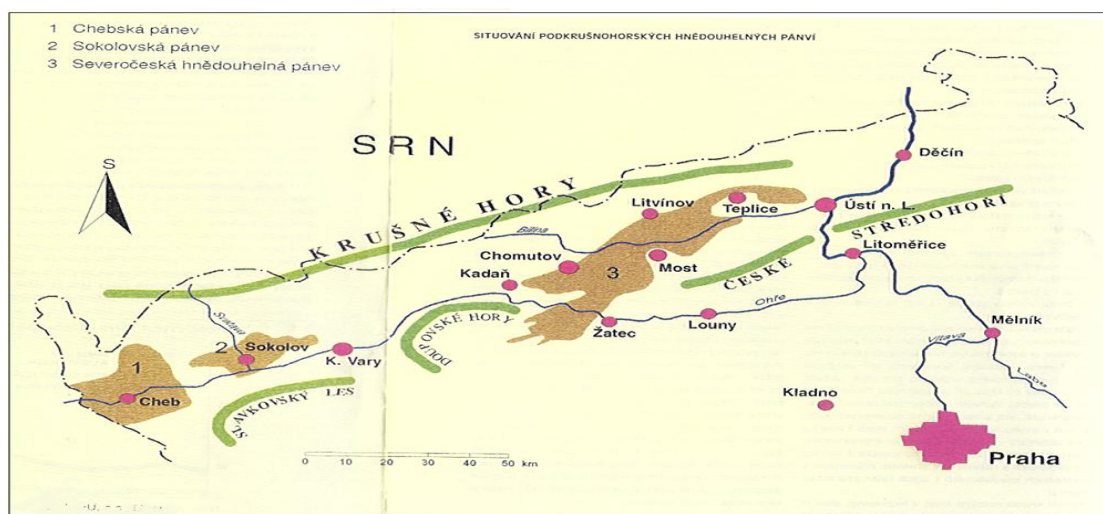 1 Chebská pánev
2 Sokolovská pánev
3 Severočeská hnědouhelná pánev
SITUOVÁNÍ PODKRUŠNOHORSKÝCH HNĚDOUHELNÝCH PÁNVÍ
SRN
S
Děčín
KRUŠNÉ HORY
Litvínov
Teplice
Ústí n. L.
STŘEDOHOŘÍ
Bílina
Chomutov
3
Most
ČESKÉ
Litoměřice
Kadaň
Ohře
Svatava
DOUPOVSKÉ HORY
Žatec
Louny
Mělník
1
2
Sokolov
K. Vary
Vltava
Labe
Cheb
SLAVKOVSKÝ LES
Kladno
Praha
0 10 20 30 40 50 km